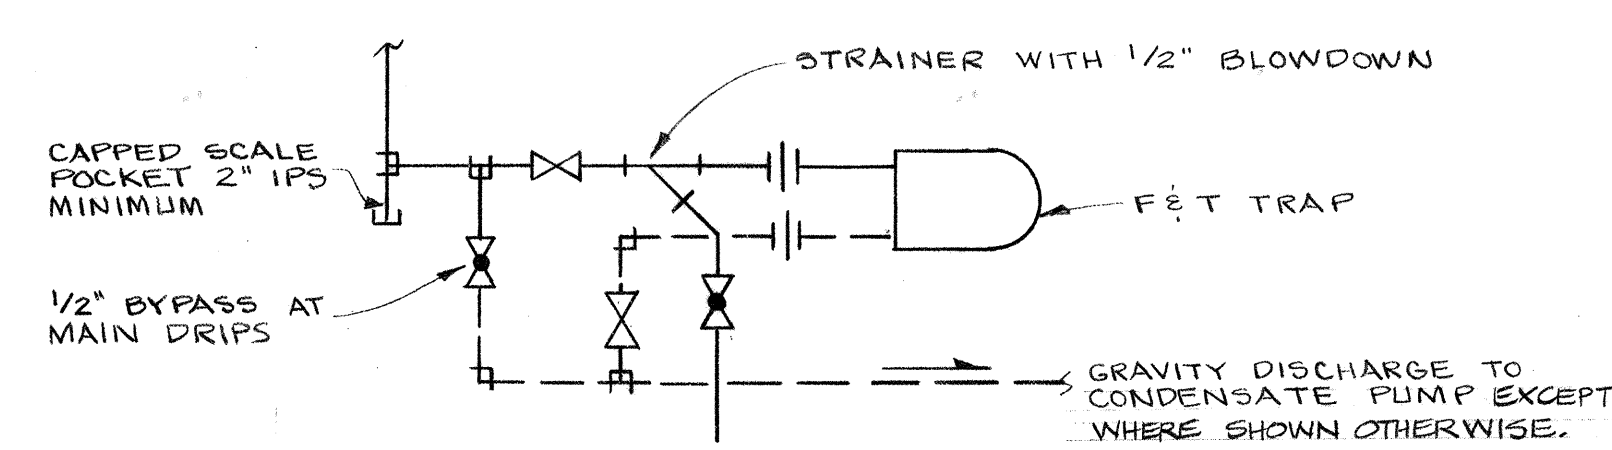 STRAINER WITH 1/2" BLOWDOWN
CAPPED SCALE
POCKET 2" IPS
MINIMUM
F & T TRAP
1/2" BYPASS AT
MAIN DRIPS
GRAVITY DISCHARGE TO
CONDENSATE PUMP EXCEPT
WHERE SHOWN OTHERWISE.